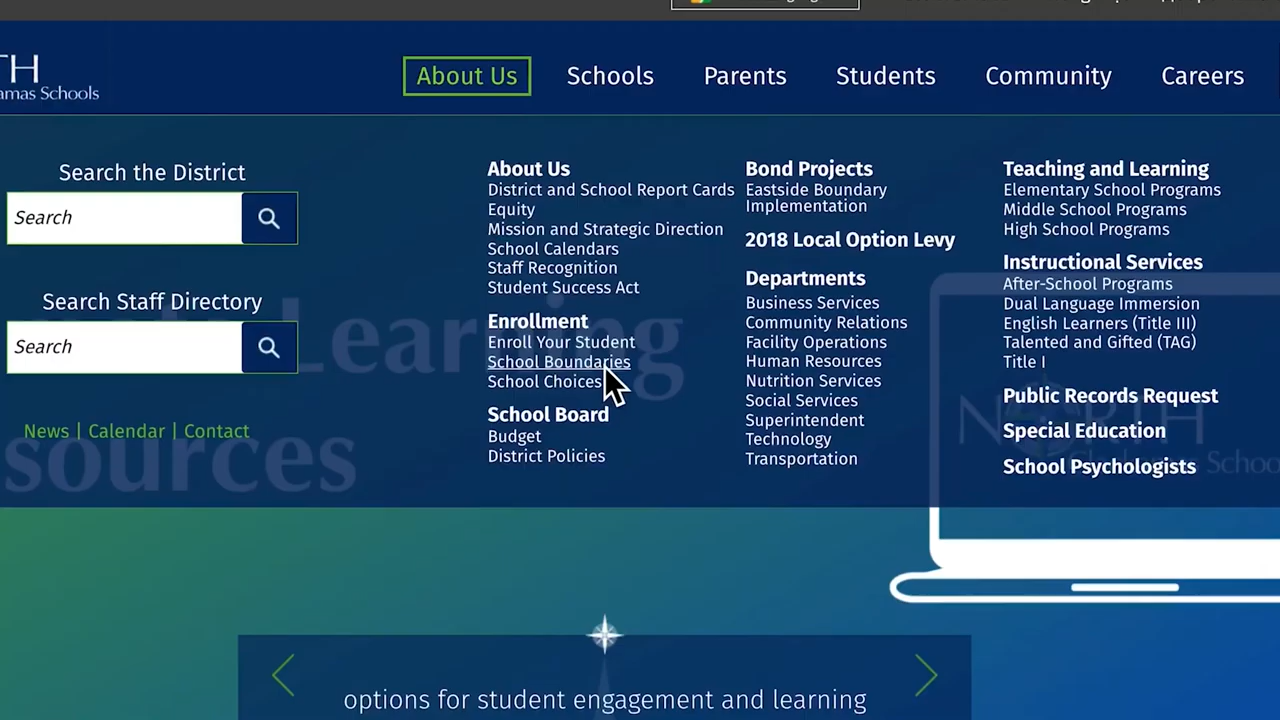 TH
amas Schools
About Us
Schools
Parents
Students
Community
Careers
Search the District
Search
Search Staff Directory
Search
News | Calendar | Contact
About Us
District and School Report Cards
Equity
Mission and Strategic Direction
School Calendars
Staff Recognition
Student Success Act
Enrollment
Enroll Your Student
School Boundaries
School Choices
School Board
Budget
District Policies
Bond Projects
Eastside Boundary
Implementation
2018 Local Option Levy
Departments
Business Services
Community Relations
Facility Operations
Human Resources
Nutrition Services
Social Services
Superintendent
Technology
Transportation
Teaching and Learning
Elementary School Programs
Middle School Programs
High School Programs
Instructional Services
After-School Programs
Dual Language Immersion
English Learners (Title III)
Talented and Gifted (TAG)
Title I
Public Records Request
Special Education
School Psychologists
Learning
sources
NORTH
Clackamas Schools
options for student engagement and learning